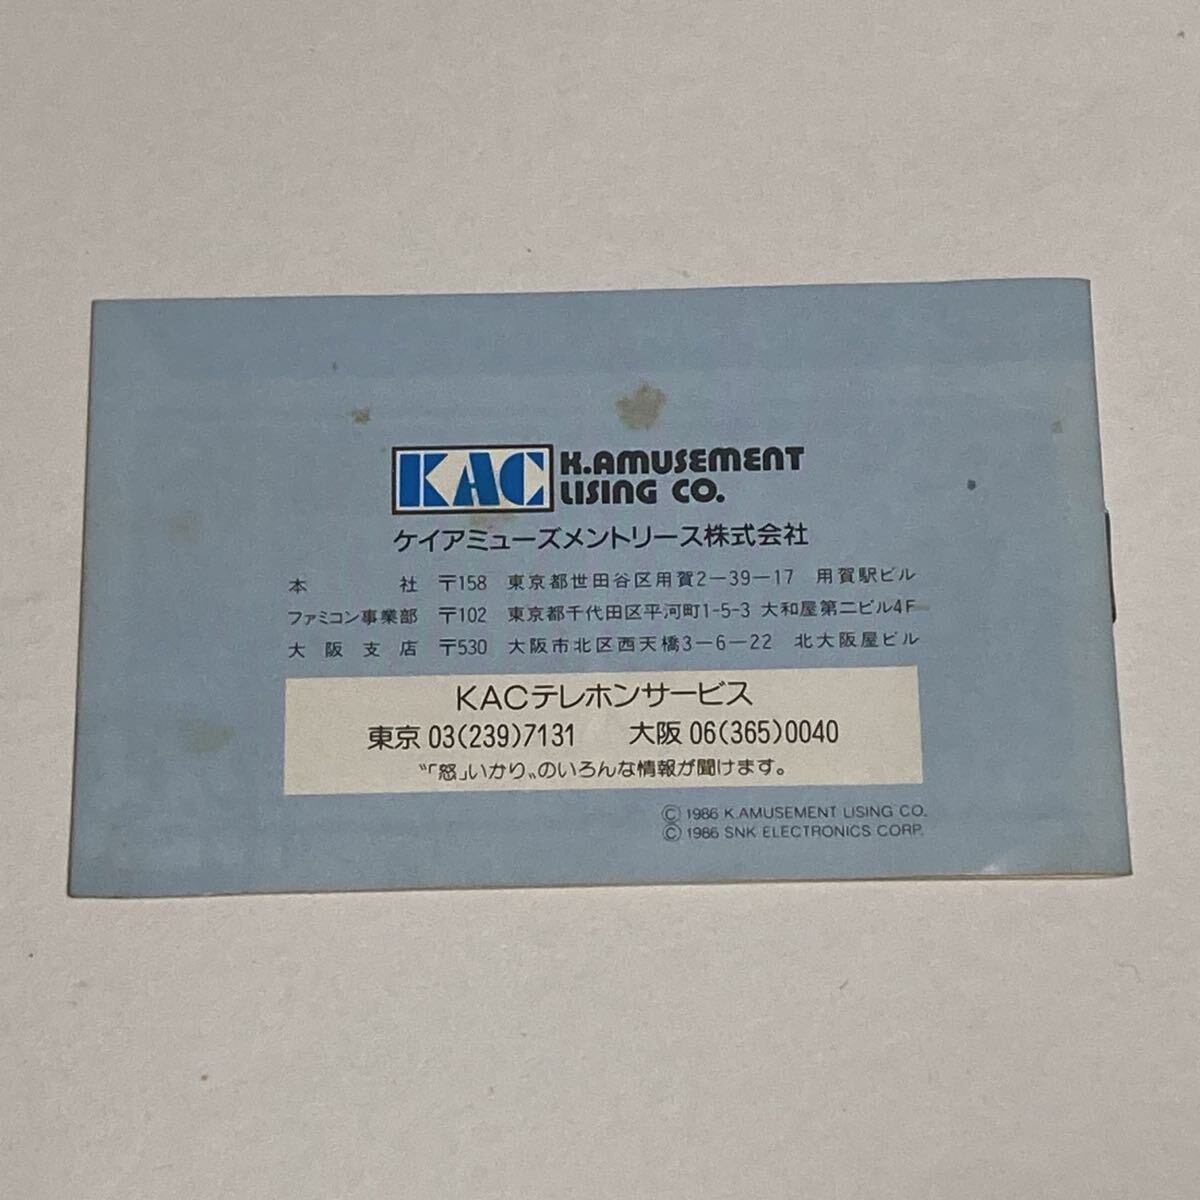 KAC K.AMUSEMENT
LISING CO.
ケイアミューズメントリース株式会社
本社 〒158 東京都世田谷区用賀2-39-17 用賀駅ビル
ファミコン事業部 〒102 東京都千代田区平河町1-5-3 大和屋第二ビル4F
大阪支店 〒530 大阪市北区西天橋3-6-22 北大阪屋ビル
KACテレホンサービス
東京 03(239)7131 大阪 06(365)0040
〝「怒」いかり〟のいろんな情報が聞けます。
© 1986 K.AMUSEMENT LISING CO.
© 1986 SNK ELECTRONICS CORP.